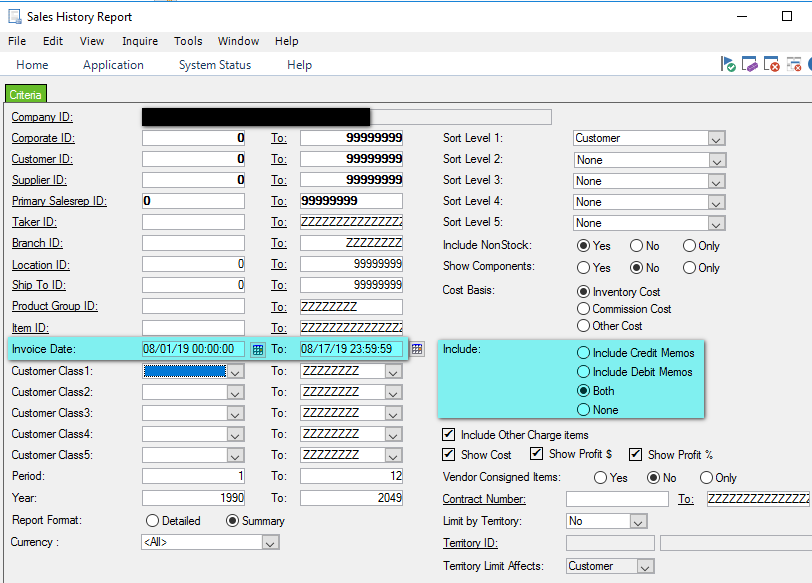 Sales History Report
File Edit View Inquire Tools Window Help
Home Application System Status Help
Criteria
Company ID:
Corporate ID: 0 To: 99999999 Sort Level 1: Customer
Customer ID: 0 To: 99999999 Sort Level 2: None
Supplier ID: 0 To: 99999999 Sort Level 3: None
Primary Salesrep ID: 0 To: 99999999 Sort Level 4: None
Taker ID: To: ZZZZZZZZZZZZZZ Sort Level 5: None
Branch ID: To: ZZZZZZZZ Include NonStock: Yes No Only
Location ID: 0 To: 99999999 Show Components: Yes No Only
Ship To ID: 0 To: 99999999 Cost Basis: Inventory Cost
Product Group ID: To: ZZZZZZZZ Commission Cost
Item ID: To: ZZZZZZZZZZZZZZ Other Cost
Invoice Date: 08/01/19 00:00:00 To: 08/17/19 23:59:59 Include: Include Credit Memos
Customer Class1: To: ZZZZZZZZ Include Debit Memos
Customer Class2: To: ZZZZZZZZ Both
Customer Class3: To: ZZZZZZZZ None
Customer Class4: To: ZZZZZZZZ Include Other Charge items
Customer Class5: To: ZZZZZZZZ Show Cost Show Profit $ Show Profit %
Period: 1 To: 12 Vendor Consigned Items: Yes No Only
Year: 1990 To: 2049 Contract Number: To: ZZZZZZZZZZZZZZ
Report Format: Detailed Summary Limit by Territory: No
Currency : <All> Territory ID:
Territory Limit Affects: Customer